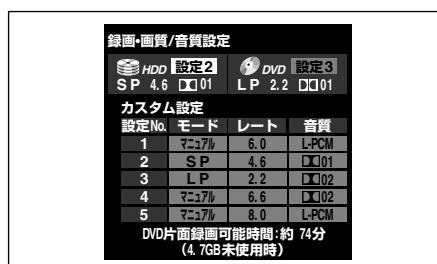 録画・画質/音質設定
HDD 設定2 DVD 設定3
SP 4.6 01 LP 2.2 01
カスタム設定
設定No. モード レート 音質
1 マニュアル 6.0 L-PCM
2 SP 4.6 01
3 LP 2.2 02
4 マニュアル 6.6 02
5 マニュアル 8.0 L-PCM
DVD片面録画可能時間:約 74分
(4.7GB未使用時)